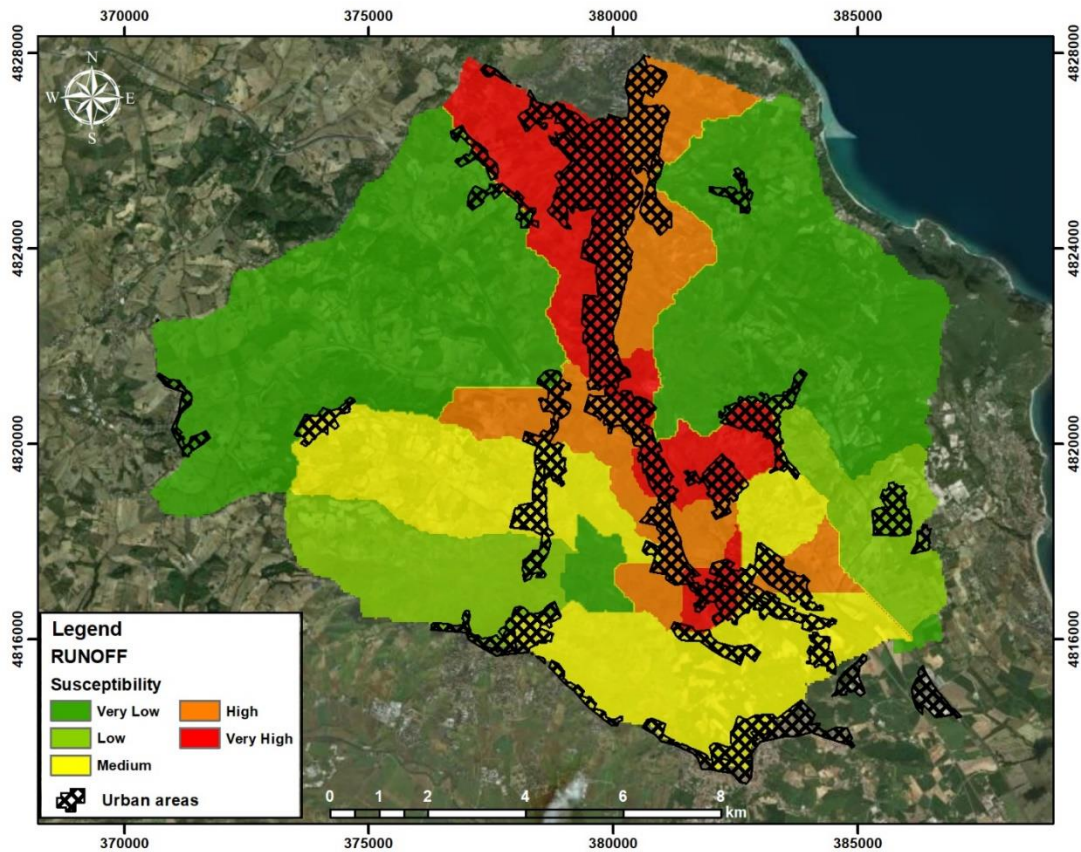 370000 375000 380000 385000
4828000 4828000
N
W E
S
4824000 4824000
4820000 4820000
4816000 4816000
Legend
RUNOFF
Susceptibility
Very Low High
Low Very High
Medium
Urban areas
0 1 2 4 6 8
km
370000 375000 380000 385000